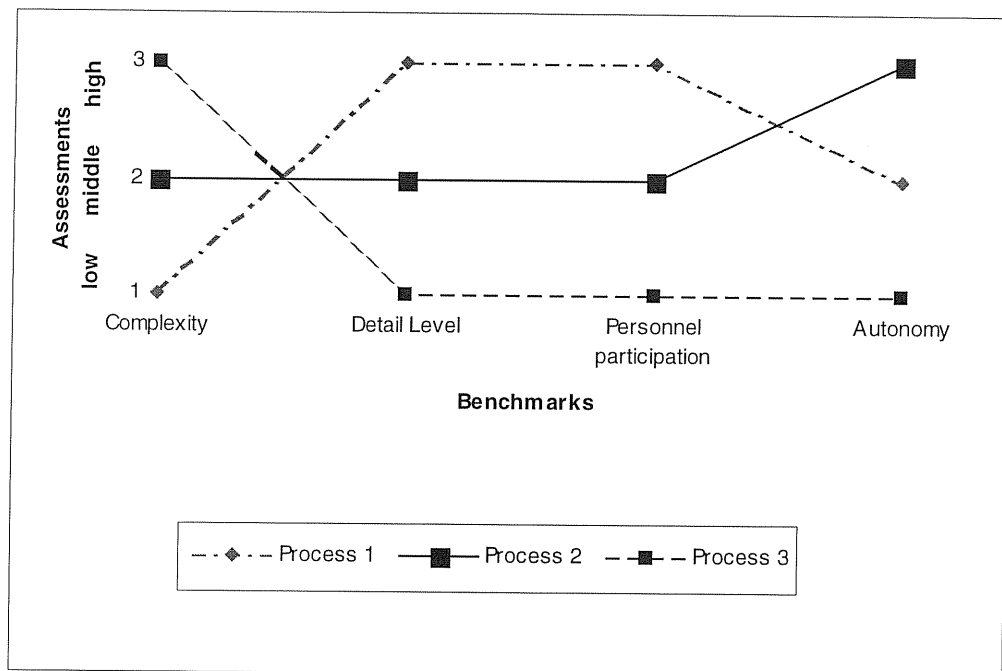 Assessments
low middle high
3
2
1
Complexity
Detail Level
Personnel
participation
Autonomy
Benchmarks
Process 1
Process 2
Process 3